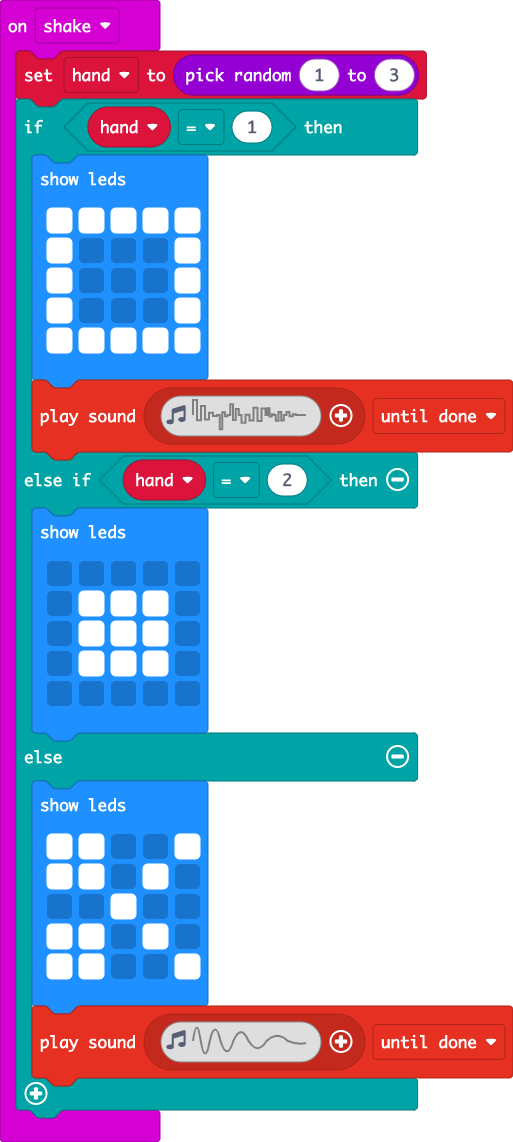 on shake
set hand to pick random 1 to 3
if hand = 1 then
show leds
play sound until done
else if hand = 2 then
show leds
else
show leds
play sound until done